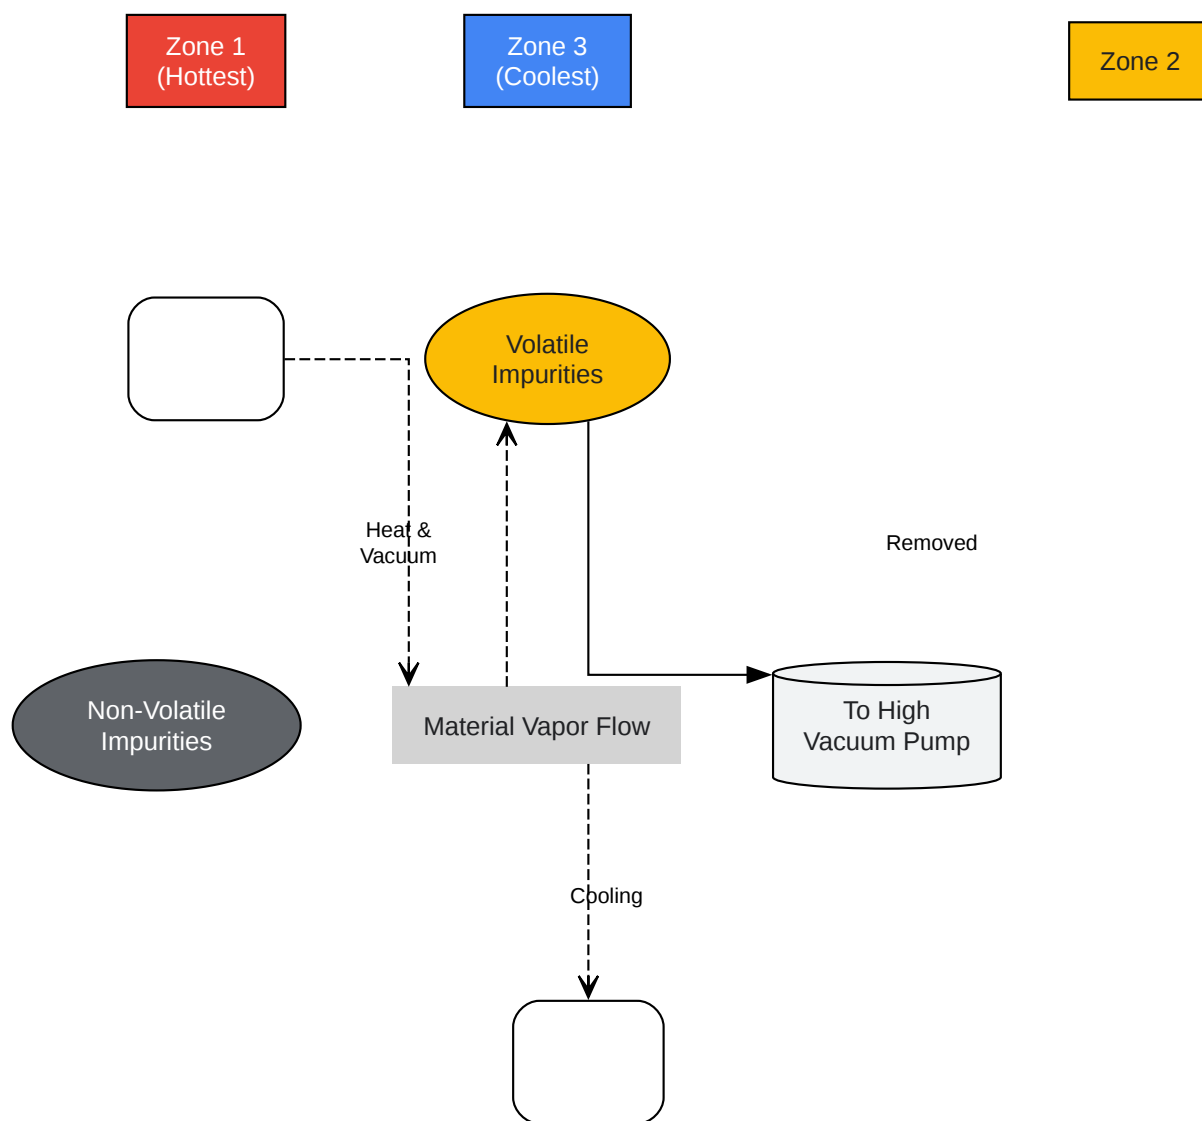 Zone 1
(Hottest)
Zone 3
(Coolest)
Zone 2
Volatile
Impurities
Heat &
Vacuum
Removed
Non-Volatile
Impurities
Material Vapor Flow
To High
Vacuum Pump
Cooling